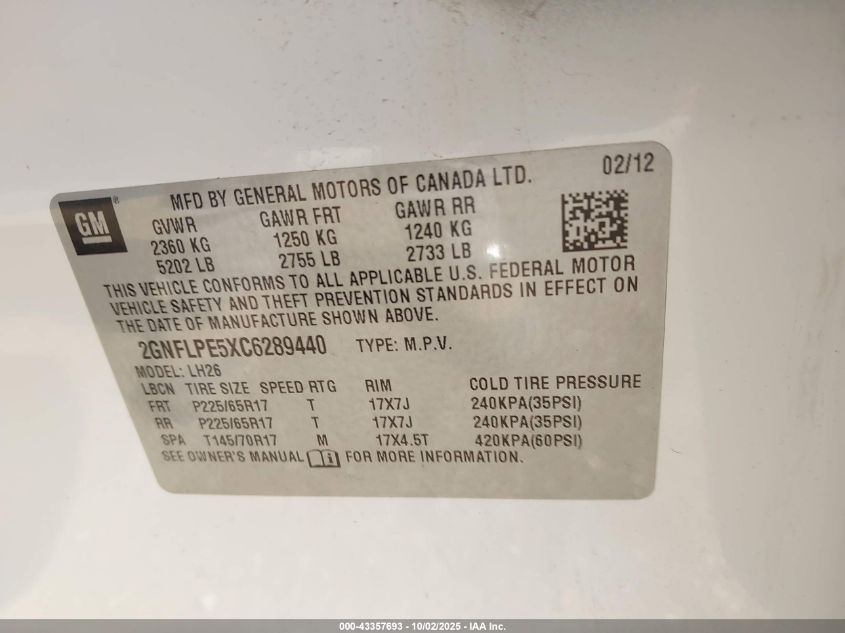 02/12
GM®
MFD BY GENERAL MOTORS OF CANADA LTD.
GVWR GAWR FRT GAWR RR
2360 KG 1250 KG 1240 KG
5202 LB 2755 LB 2733 LB
THIS VEHICLE CONFORMS TO ALL APPLICABLE U.S. FEDERAL MOTOR
VEHICLE SAFETY AND THEFT PREVENTION STANDARDS IN EFFECT ON
THE DATE OF MANUFACTURE SHOWN ABOVE.
2GNFLPE5XC6289440 TYPE: M.P.V.
MODEL: LH26
LBCN TIRE SIZE SPEED RTG RIM COLD TIRE PRESSURE
FRT P225/65R17 T 17X7J 240KPA(35PSI)
RR P225/65R17 T 17X7J 240KPA(35PSI)
SPA T145/70R17 M 17X4.5T 420KPA(60PSI)
SEE OWNER'S MANUAL FOR MORE INFORMATION.
000-43357693 - 10/02/2025 - IAA Inc.